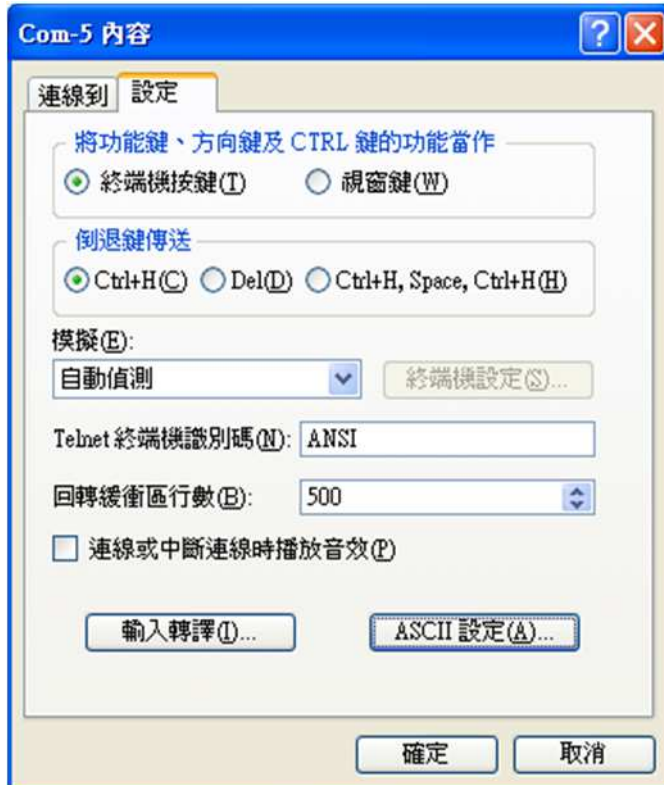 Com-5 內容
連線到 設定
將功能鍵、方向鍵及 CTRL 鍵的功能當作
終端機按鍵(T) 視窗鍵(W)
倒退鍵傳送
Ctrl+H(C) Del(D) Ctrl+H, Space, Ctrl+H(H)
模擬(E):
自動偵測 終端機設定(S)...
Telnet 終端機識別碼(N): ANSI
回轉緩衝區行數(B): 500
連線或中斷連線時播放音效(P)
輸入轉譯(I)... ASCII 設定(A)...
確定 取消